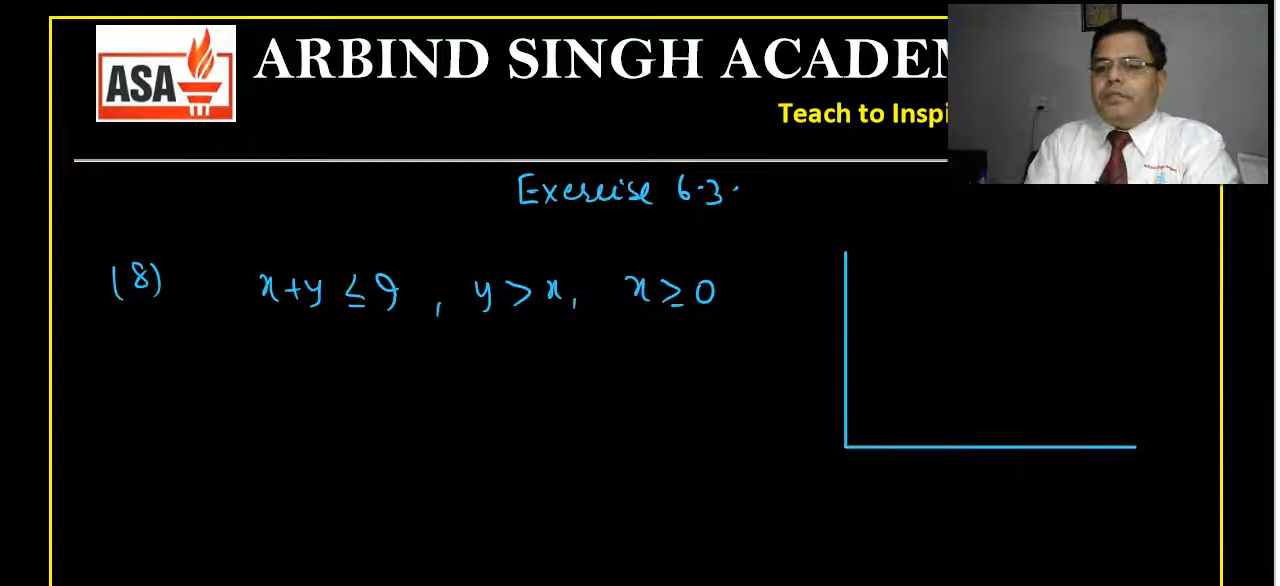 ASA ARBIND SINGH ACADEM
Teach to Inspi
Exercise 6.3.
(8) x+y ≤ 9 , y > x, x ≥ 0